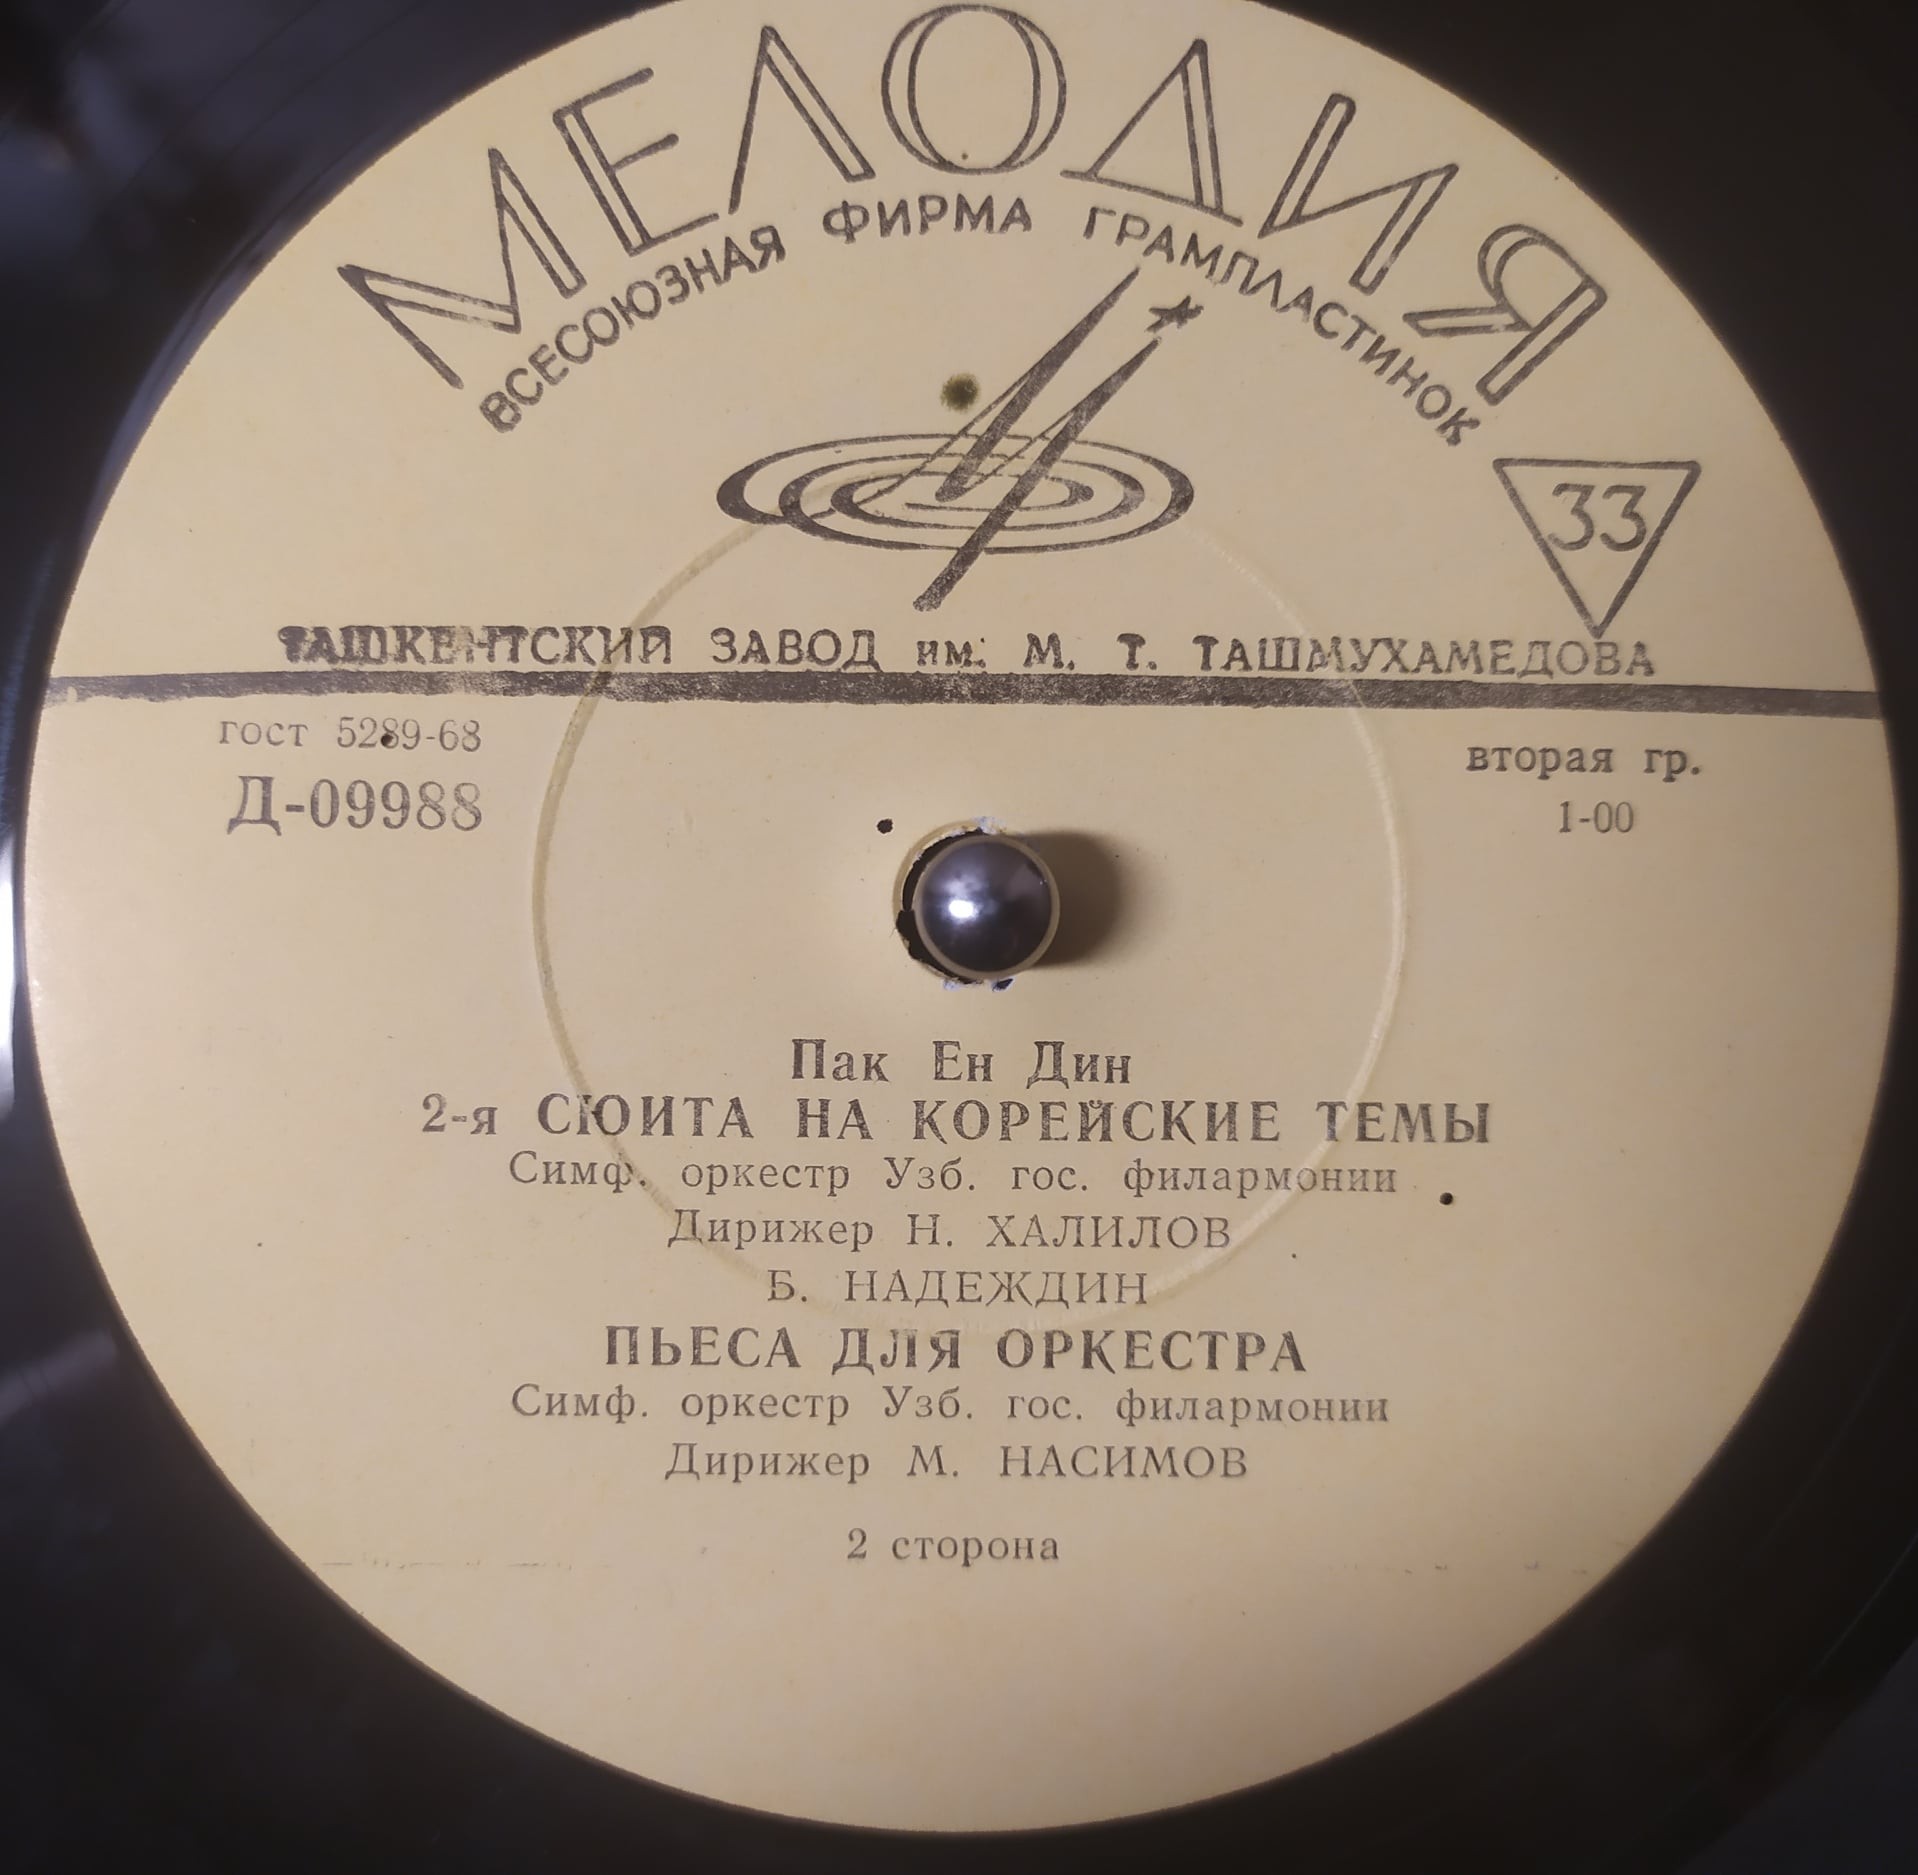 МЕЛОДИЯ
ВСЕСОЮЗНАЯ ФИРМА ГРАМПЛАСТИНОК
33
ТАШКЕНТСКИЙ ЗАВОД им. М. Т. ТАШМУХАМЕДОВА
гост 5289-68
Д-09988
вторая гр.
1-00
Пак Ен Дин
2-я СЮИТА НА КОРЕЙСКИЕ ТЕМЫ
Симф. оркестр Узб. гос. филармонии
Дирижер Н. ХАЛИЛОВ
Б. НАДЕЖДИН
ПЬЕСА ДЛЯ ОРКЕСТРА
Симф. оркестр Узб. гос. филармонии
Дирижер М. НАСИМОВ
2 сторона